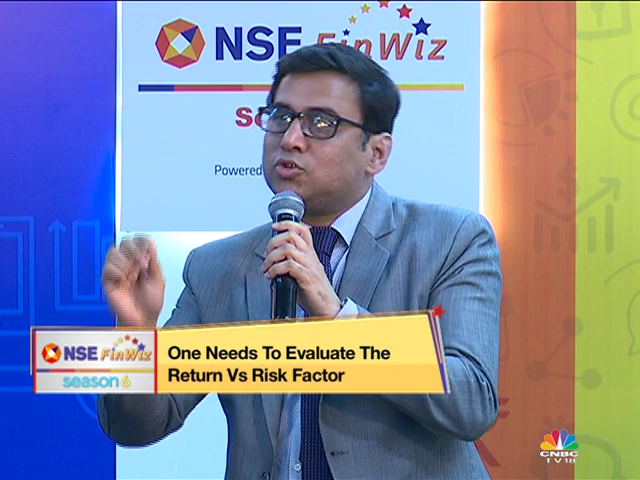 NSE FinWiz
Powered
NSE FinWiz
season 6
One Needs To Evaluate The
Return Vs Risk Factor
CNBC
TV18